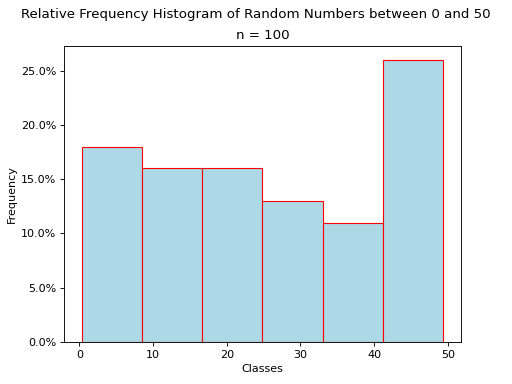 Relative Frequency Histogram of Random Numbers between 0 and 50
n = 100
25.0%
20.0%
15.0%
10.0%
5.0%
0.0%
Frequency
0 10 20 30 40 50
Classes